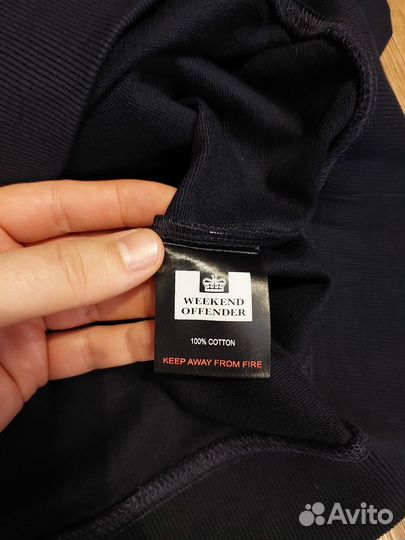 WEEKEND
OFFENDER
100% COTTON
KEEP AWAY FROM FIRE
Avito